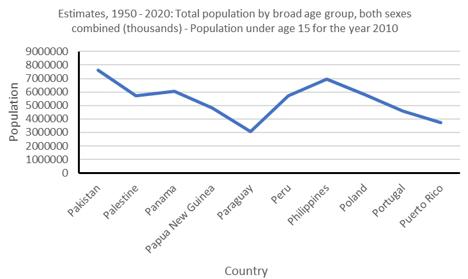 Estimates, 1950 - 2020: Total population by broad age group, both sexes
combined (thousands) - Population under age 15 for the year 2010
9000000
8000000
7000000
6000000
5000000
4000000
3000000
2000000
1000000
0
Population
Pakistan
Palestine
Panama
Papua New Guinea
Paraguay
Peru
Philippines
Poland
Portugal
Puerto Rico
Country